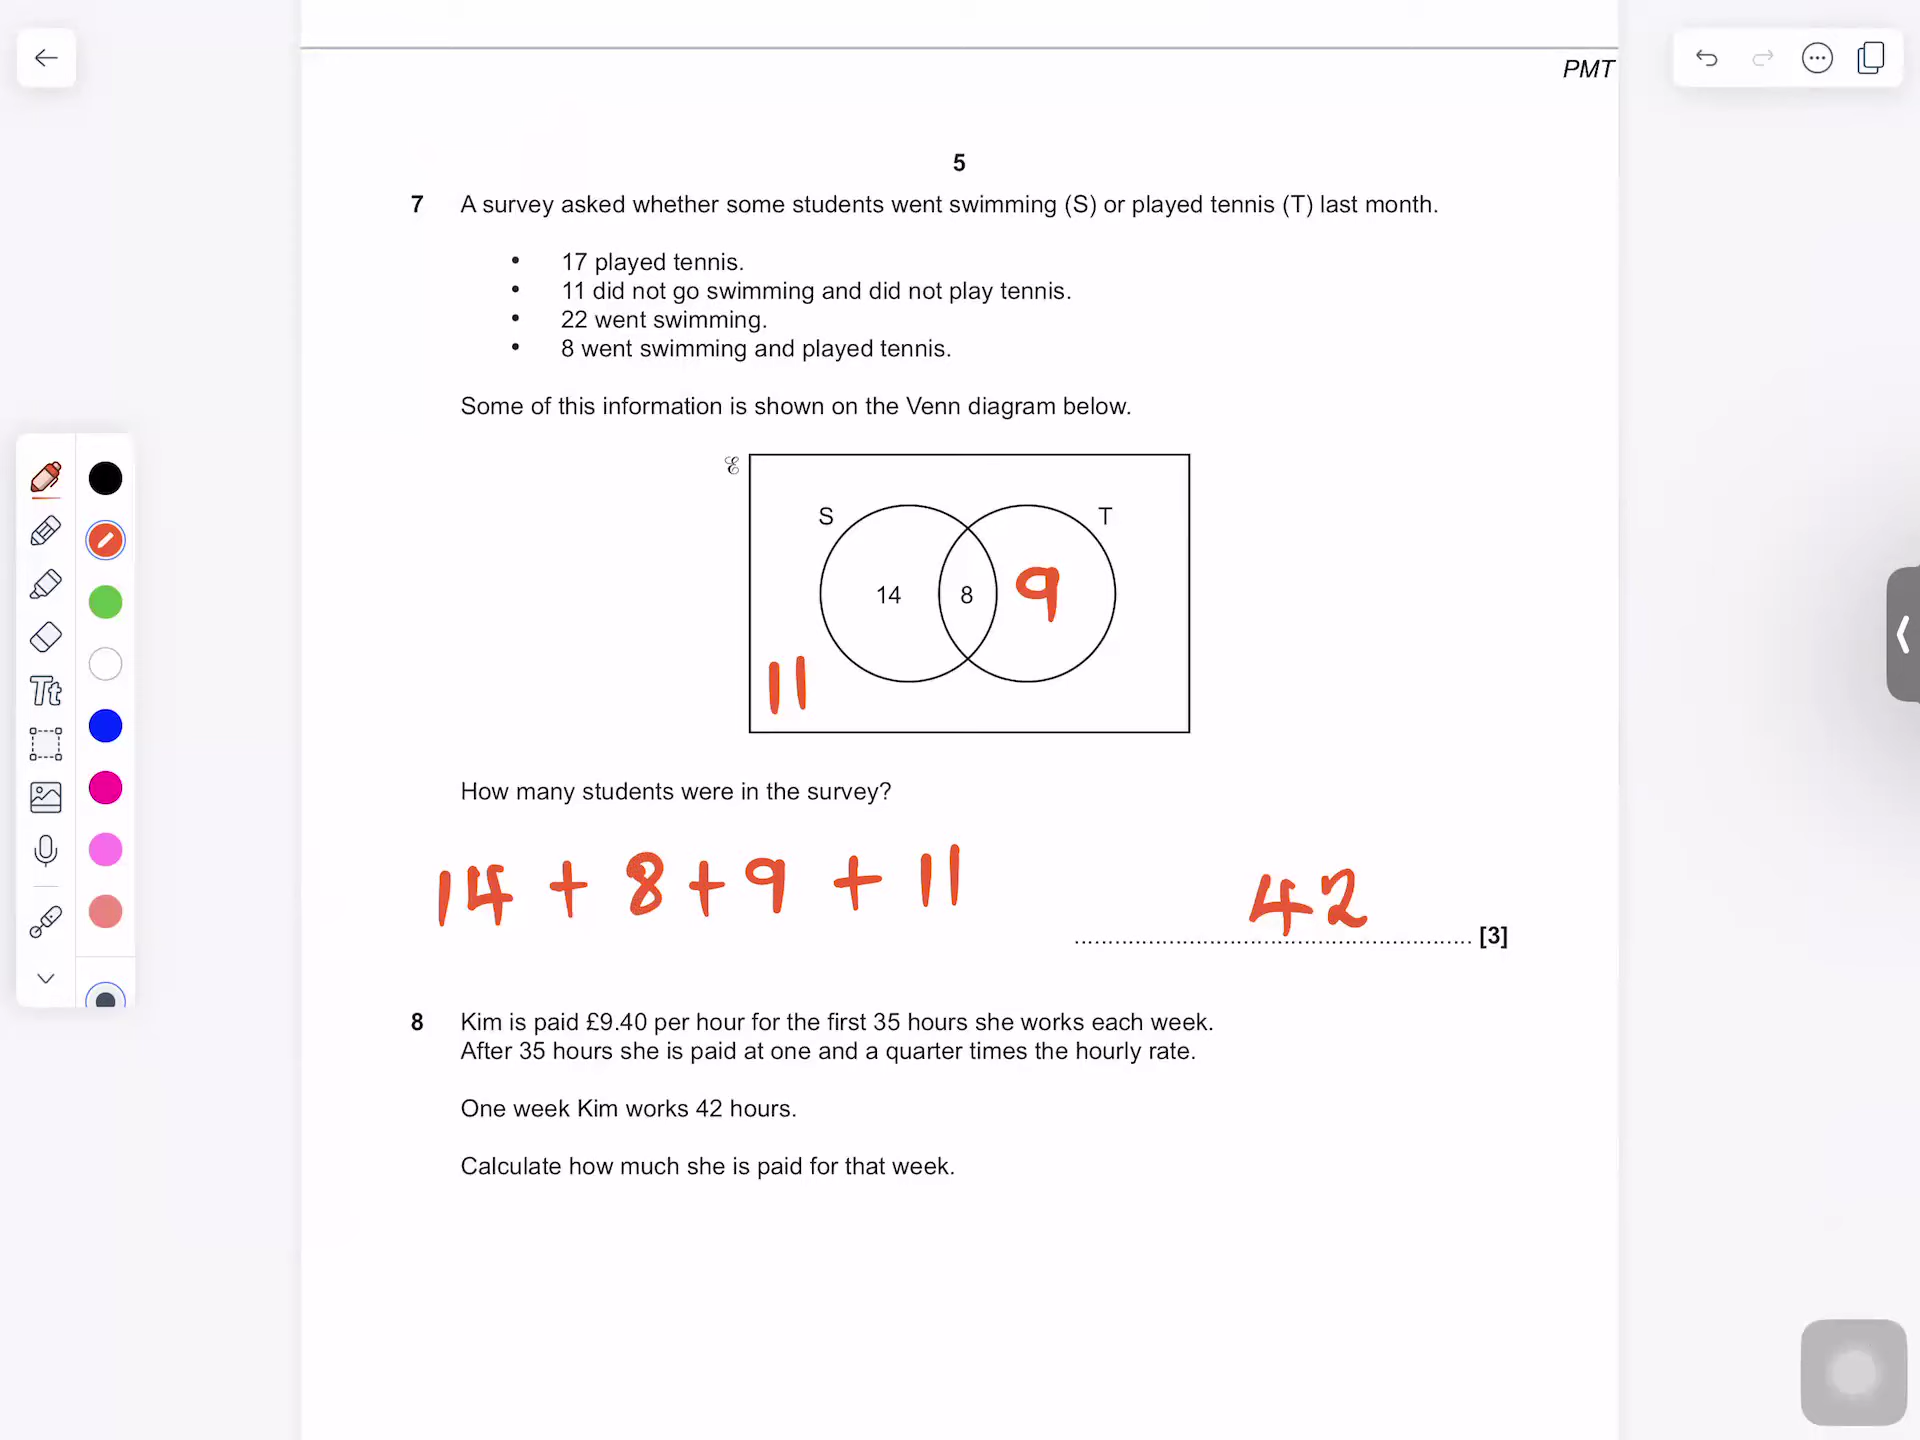 PMT
5
7 A survey asked whether some students went swimming (S) or played tennis (T) last month.
• 17 played tennis.
• 11 did not go swimming and did not play tennis.
• 22 went swimming.
• 8 went swimming and played tennis.
Some of this information is shown on the Venn diagram below.
ℰ
S T
14 8 9
11
How many students were in the survey?
14 + 8 + 9 + 11
42
.......................................................... [3]
8 Kim is paid £9.40 per hour for the first 35 hours she works each week.
After 35 hours she is paid at one and a quarter times the hourly rate.
One week Kim works 42 hours.
Calculate how much she is paid for that week.
Tt